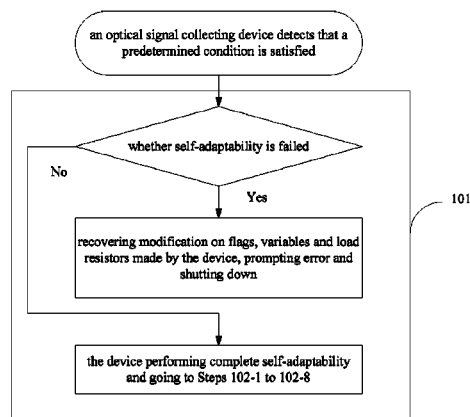 an optical signal collecting device detects that a
predetermined condition is satisfied
whether self-adaptability is failed
No
Yes
101
recovering modification on flags, variables and load
resistors made by the device, prompting error and
shutting down
the device performing complete self-adaptability
and going to Steps 102-1 to 102-8